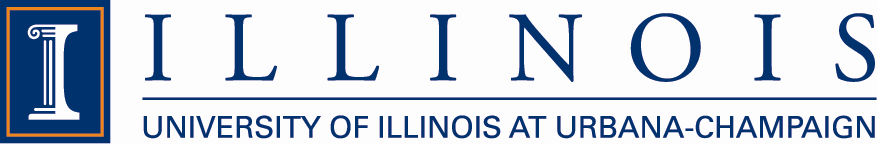 I ILLINOIS
UNIVERSITY OF ILLINOIS AT URBANA-CHAMPAIGN